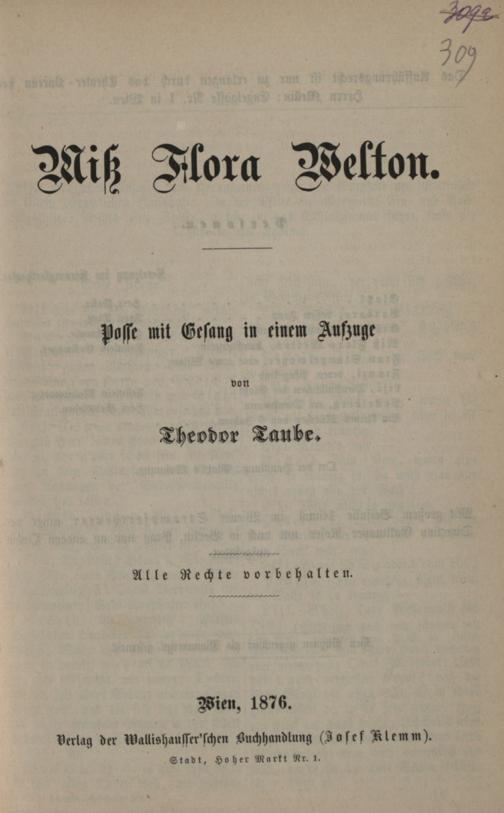 309a
309
Miß Flora Welton.
Posse mit Gesang in einem Aufzuge
von
Theodor Taube.
Alle Rechte vorbehalten.
Wien, 1876.
Verlag der Wallishausser'schen Buchhandlung (Josef Klemm).
Stadt, Hoher Markt Nr. 1.